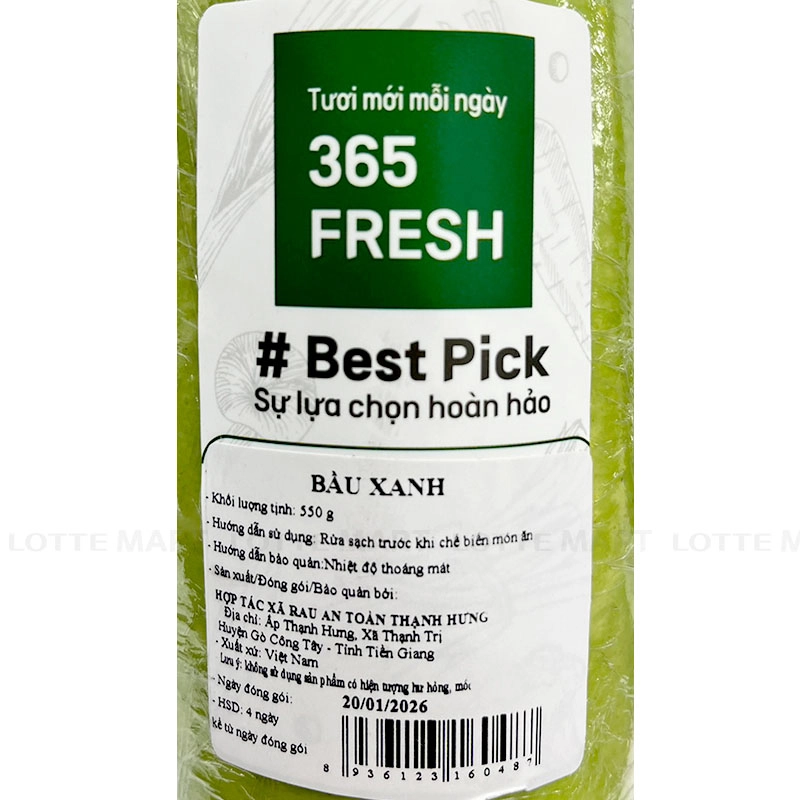 Tươi mới mỗi ngày
365
FRESH
# Best Pick
Sự lựa chọn hoàn hảo
BẦU XANH
- Khối lượng tịnh: 550 g
- Hướng dẫn sử dụng: Rửa sạch trước khi chế biến món ăn
LOTTE MART LOTTE MART LOTTE MART
- Hướng dẫn bảo quản:Nhiệt độ thoáng mát
- Sản xuất/Đóng gói/Bảo quản bởi:
HỢP TÁC XÃ RAU AN TOÀN THẠNH HƯNG
Địa chỉ: Ấp Thạnh Hưng, Xã Thạnh Trị
Huyện Gò Công Tây - Tỉnh Tiền Giang
- Xuất xứ: Việt Nam
Lưu ý: không sử dụng sản phẩm có hiện tượng hư hỏng, mốc
- Ngày đóng gói: 20/01/2026
- HSD: 4 ngày
kể từ ngày đóng gói
8 936123 160487